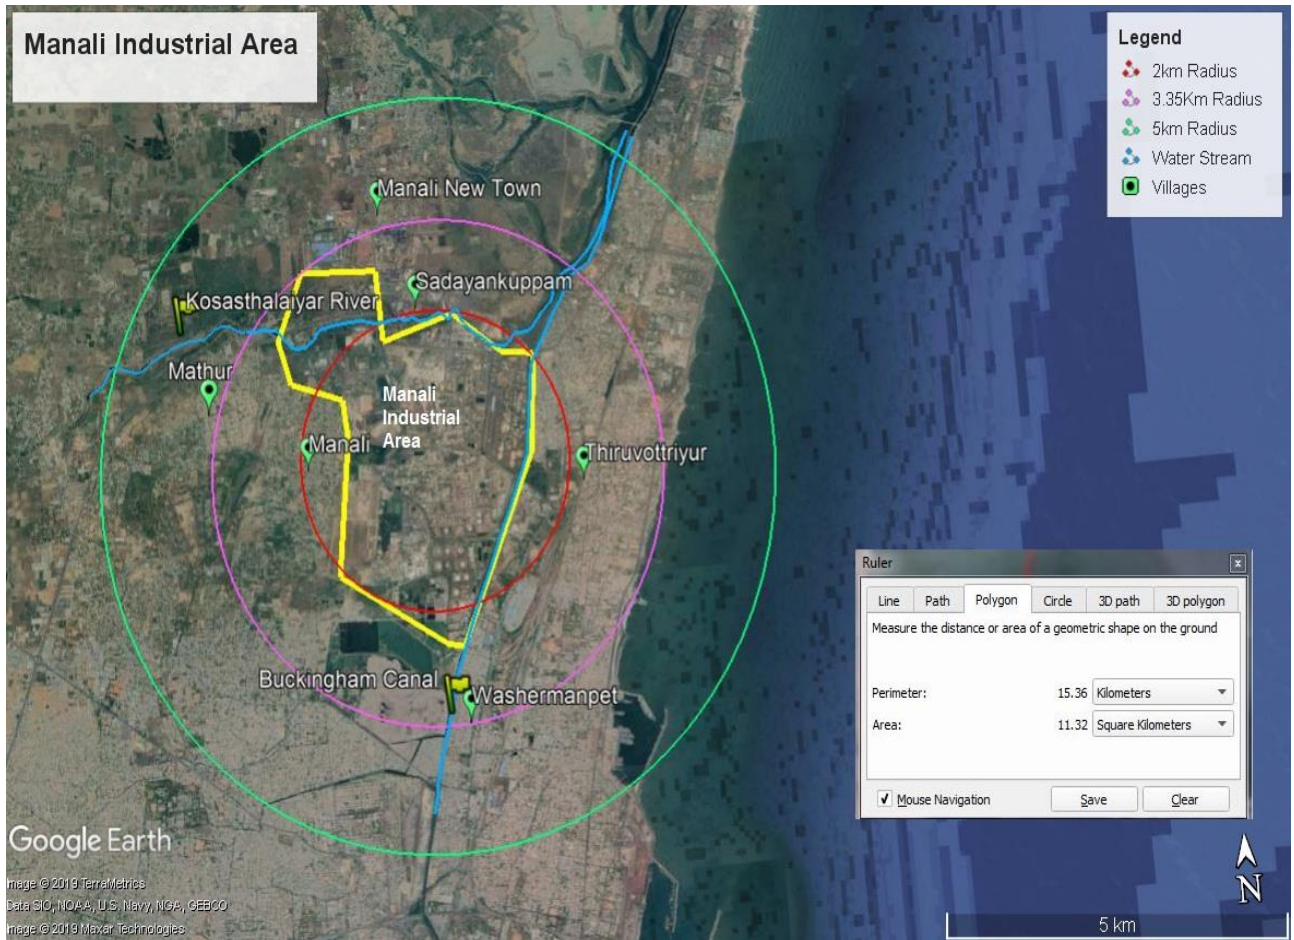 Manali Industrial Area
Legend
2km Radius
3.35Km Radius
5km Radius
Water Stream
Villages
Manali New Town
Sadayankuppam
Kosasthalaiyar River
Mathur
Manali
Industrial
Area
Manali
Thiruvottriyur
Buckingham Canal
Washermanpet
Ruler
x
Line Path Polygon Circle 3D path 3D polygon
Measure the distance or area of a geometric shape on the ground
Perimeter: 15.36 Kilometers
Area: 11.32 Square Kilometers
Mouse Navigation Save Clear
Google Earth
Image © 2019 TerraMetrics
Data SIO, NOAA, U.S. Navy, NGA, GEBCO
Image © 2019 Maxar Technologies
N
5 km